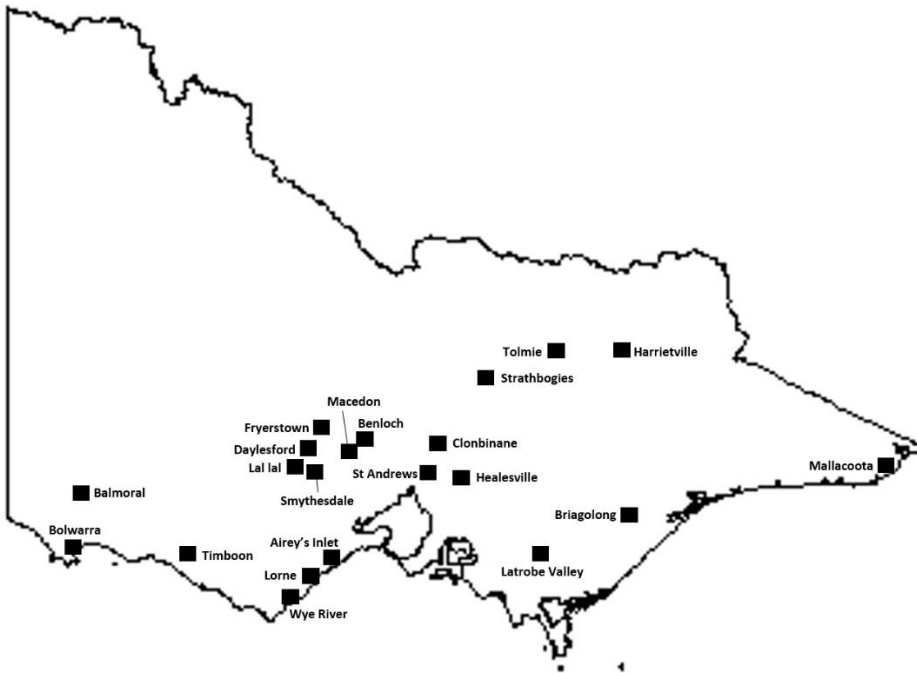 Tolmie
Harrietville
Strathbogies
Macedon
Benloch
Fryerstown
Clonbinane
Daylesford
Lal lal
St Andrews
Healesville
Mallacoota
Smythesdale
Balmoral
Briagolong
Bolwarra
Airey's Inlet
Timboon
Latrobe Valley
Lorne
Wye River